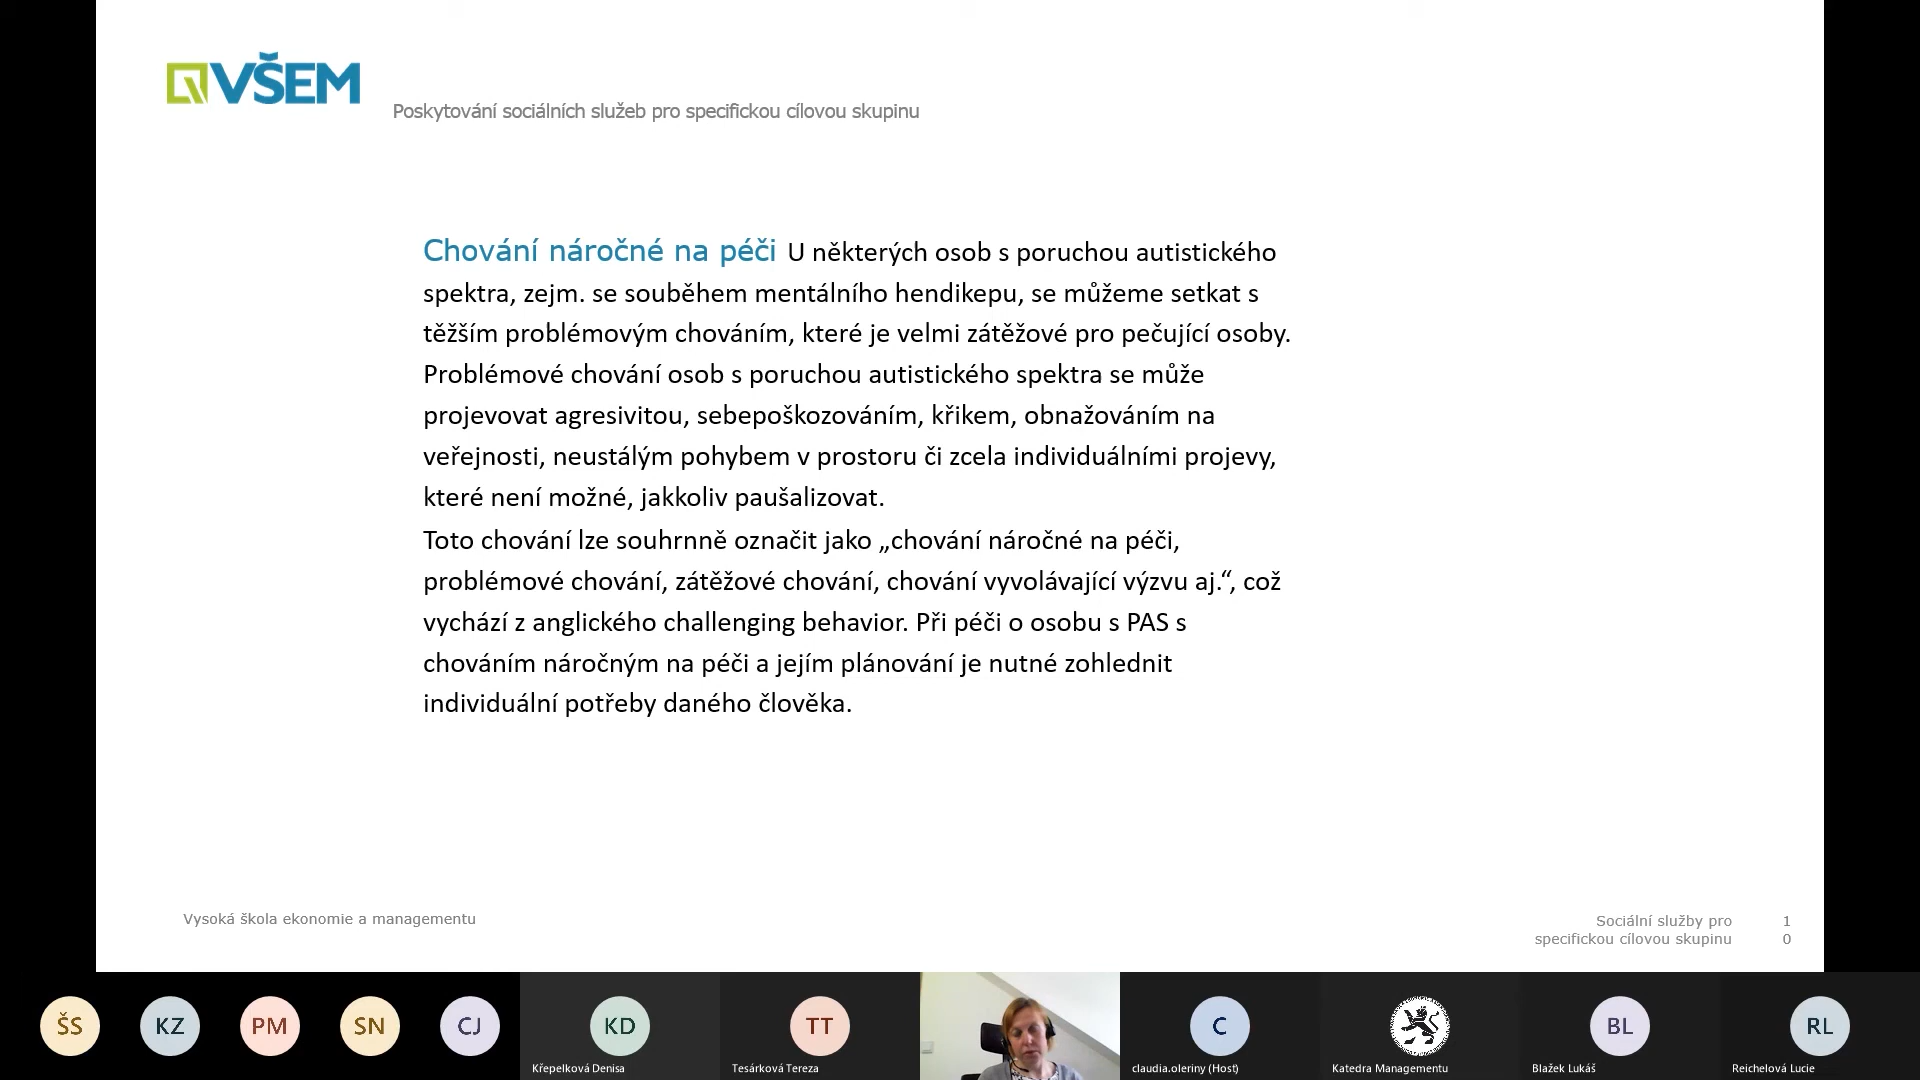 VŠEM
Poskytování sociálních služeb pro specifickou cílovou skupinu
Chování náročné na péči U některých osob s poruchou autistického
spektra, zejm. se souběhem mentálního hendikepu, se můžeme setkat s
těžším problémovým chováním, které je velmi zátěžové pro pečující osoby.
Problémové chování osob s poruchou autistického spektra se může
projevovat agresivitou, sebepoškozováním, křikem, obnažováním na
veřejnosti, neustálým pohybem v prostoru či zcela individuálními projevy,
které není možné, jakkoliv paušalizovat.
Toto chování lze souhrnně označit jako „chování náročné na péči,
problémové chování, zátěžové chování, chování vyvolávající výzvu aj.“, což
vychází z anglického challenging behavior. Při péči o osobu s PAS s
chováním náročným na péči a jejím plánování je nutné zohlednit
individuální potřeby daného člověka.
Vysoká škola ekonomie a managementu
Sociální služby pro
specifickou cílovou skupinu
1
0
ŠS
KZ
PM
SN
CJ
KD
TT
C
BL
RL
Křepelková Denisa
Tesárková Tereza
claudia.oleriny (Host)
Katedra Managementu
Blažek Lukáš
Reichelová Lucie